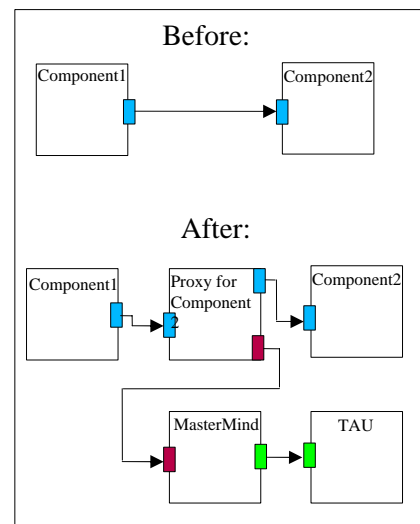 Before:
Component1
Component2
After:
Component1
Proxy for
Component
2
Component2
MasterMind
TAU